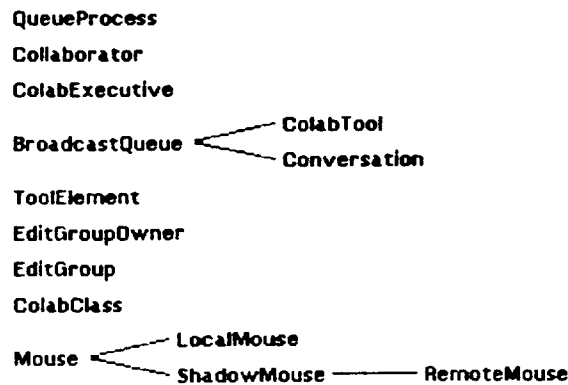 QueueProcess
Collaborator
ColabExecutive
ColabTool
BroadcastQueue
Conversation
ToolElement
EditGroupOwner
EditGroup
ColabClass
LocalMouse
Mouse
ShadowMouse RemoteMouse